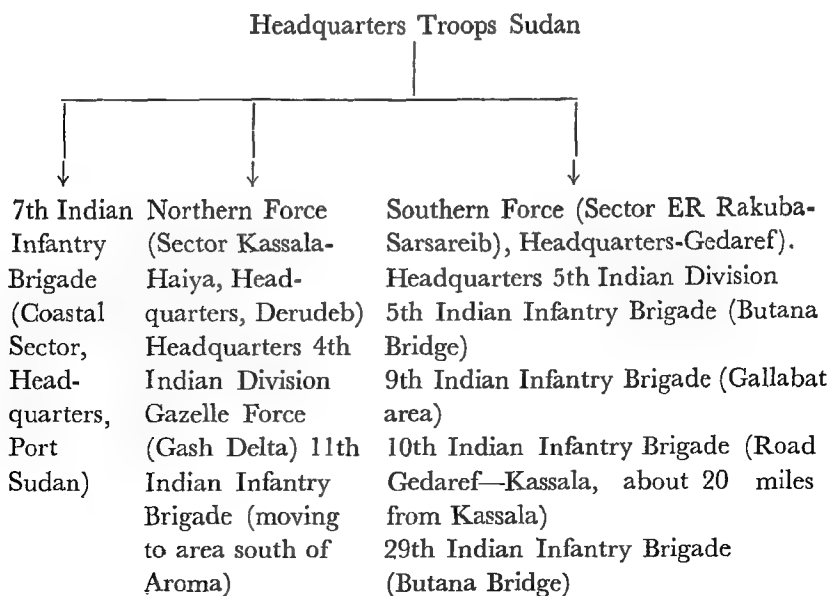 Headquarters Troops Sudan
7th Indian
Infantry
Brigade
(Coastal
Sector,
Head-
quarters,
Port
Sudan)
Northern Force
(Sector Kassala-
Haiya, Head-
quarters, Derudeb)
Headquarters 4th
Indian Division
Gazelle Force
(Gash Delta) 11th
Indian Infantry
Brigade (moving
to area south of
Aroma)
Southern Force (Sector ER Rakuba-
Sarsareib), Headquarters-Gedaref).
Headquarters 5th Indian Division
5th Indian Infantry Brigade (Butana
Bridge)
9th Indian Infantry Brigade (Gallabat
area)
10th Indian Infantry Brigade (Road
Gedaref—Kassala, about 20 miles
from Kassala)
29th Indian Infantry Brigade
(Butana Bridge)